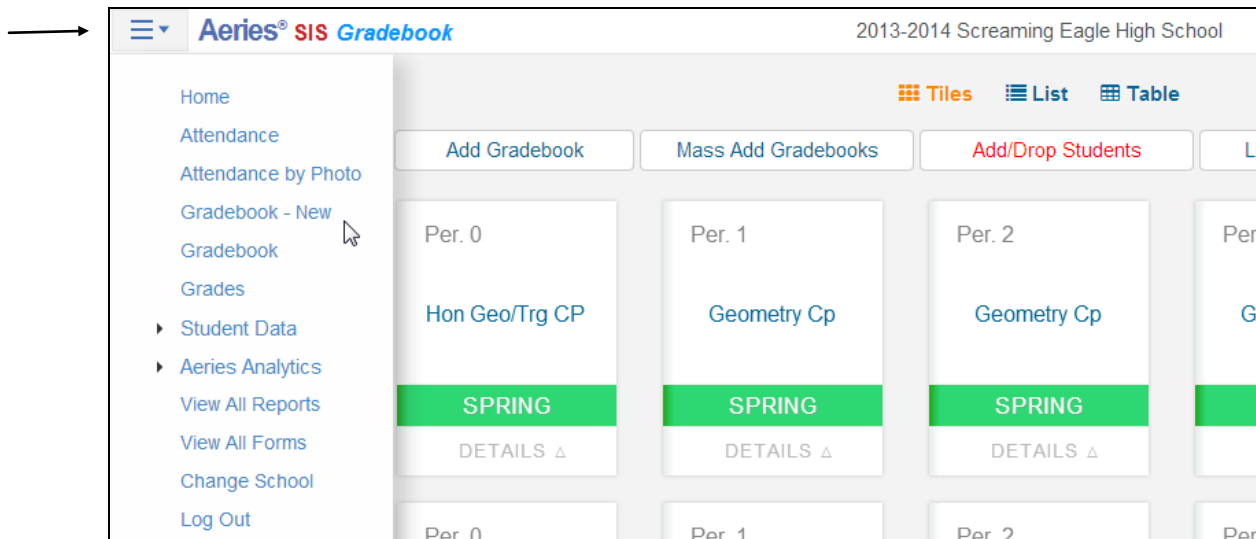 Aeries® SIS Gradebook
2013-2014 Screaming Eagle High School
Home
Attendance
Attendance by Photo
Gradebook - New
Gradebook
Grades
Student Data
Aeries Analytics
View All Reports
View All Forms
Change School
Log Out
Tiles List Table
Add Gradebook Mass Add Gradebooks Add/Drop Students L
Per. 0 Per. 1 Per. 2 Per
Hon Geo/Trg CP Geometry Cp Geometry Cp G
SPRING SPRING SPRING
DETAILS △ DETAILS △ DETAILS △
Per. 0 Per. 1 Per. 2 Per